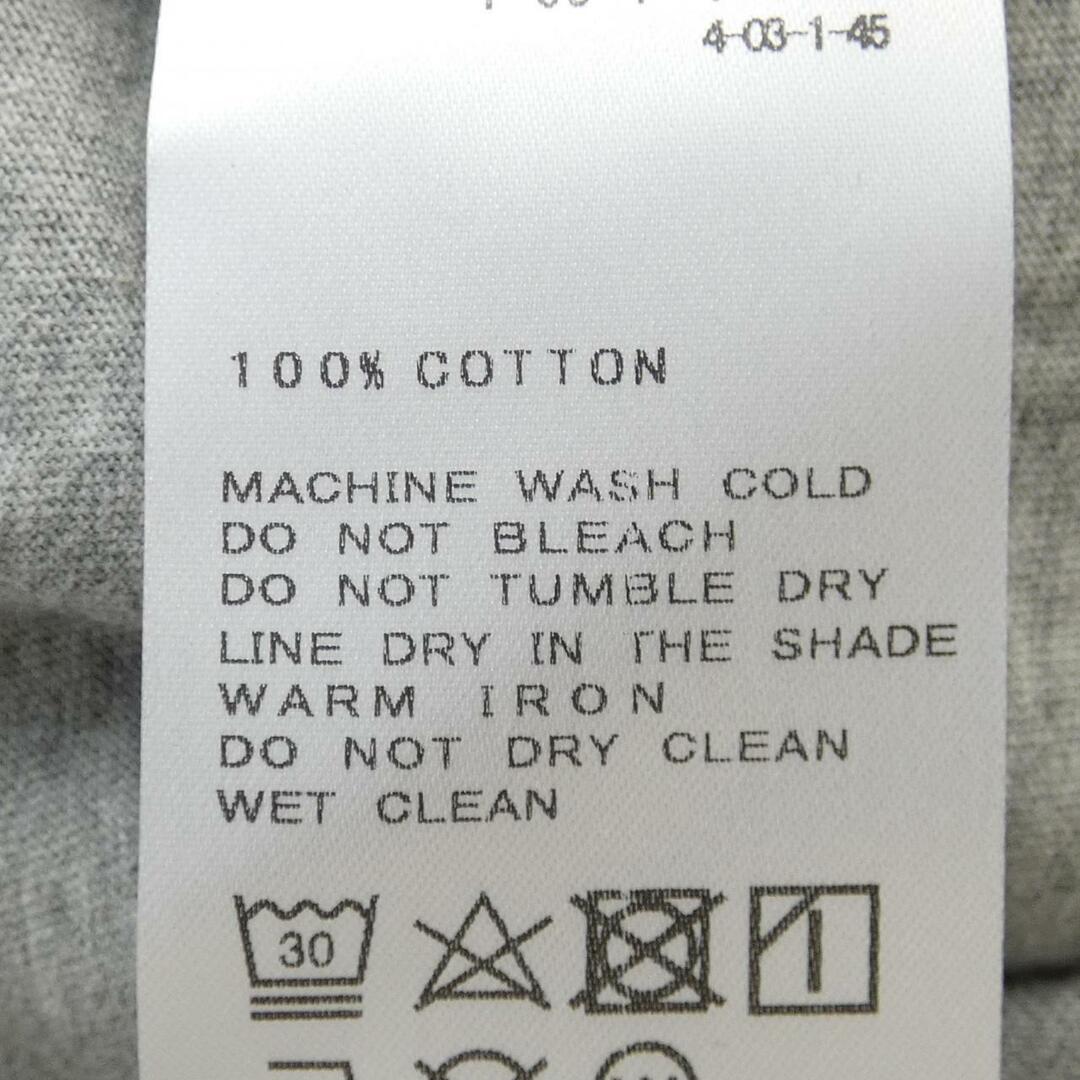 4-03-1-45
100% COTTON
MACHINE WASH COLD
DO NOT BLEACH
DO NOT TUMBLE DRY
LINE DRY IN THE SHADE
WARM IRON
DO NOT DRY CLEAN
WET CLEAN
30